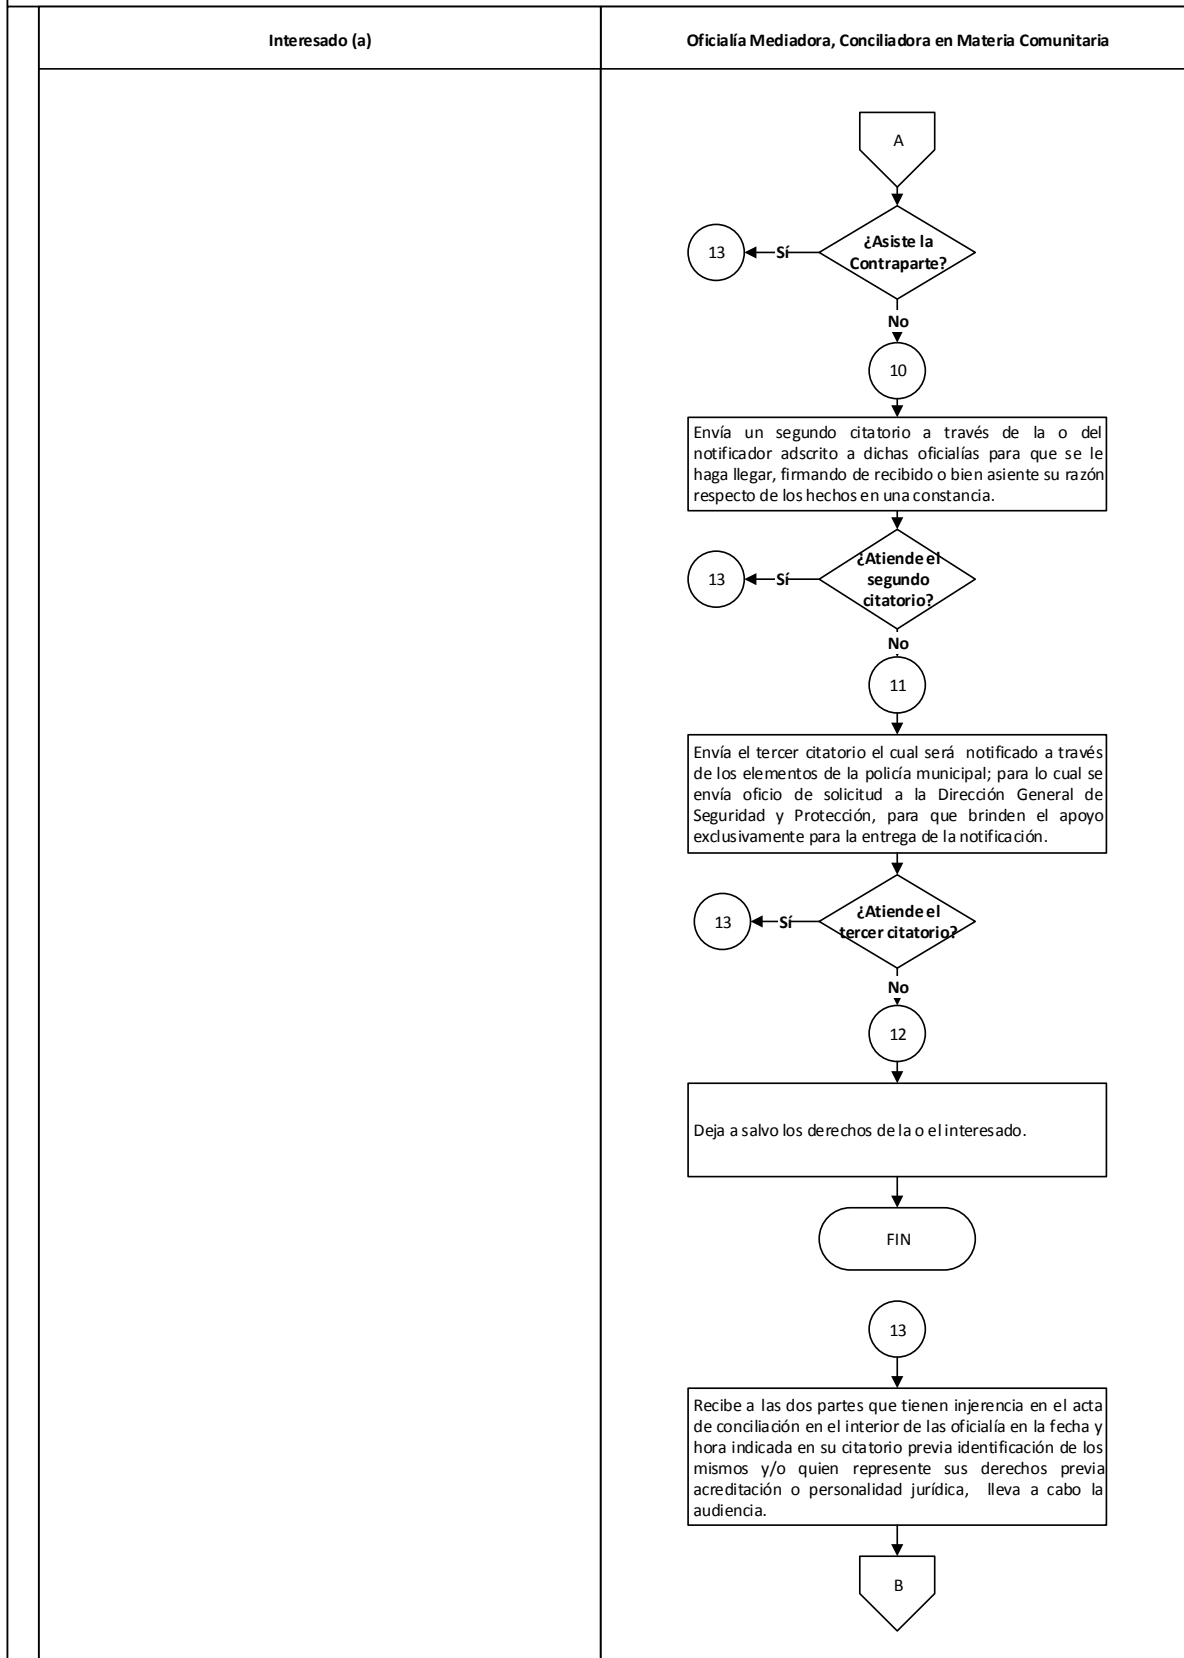 Interesado (a)
Oficialía Mediadora, Conciliadora en Materia Comunitaria
A
¿Asiste la
Contraparte?
Sí
13
No
10
Envía un segundo citatorio a través de la o del
notificador adscrito a dichas oficialías para que se le
haga llegar, firmando de recibido o bien asiente su razón
respecto de los hechos en una constancia.
¿Atiende el
segundo
citatorio?
Sí
13
No
11
Envía el tercer citatorio el cual será notificado a través
de los elementos de la policía municipal; para lo cual se
envía oficio de solicitud a la Dirección General de
Seguridad y Protección, para que brinden el apoyo
exclusivamente para la entrega de la notificación.
¿Atiende el
tercer citatorio?
Sí
13
No
12
Deja a salvo los derechos de la o el interesado.
FIN
13
Recibe a las dos partes que tienen injerencia en el acta
de conciliación en el interior de las oficialía en la fecha y
hora indicada en su citatorio previa identificación de los
mismos y/o quien represente sus derechos previa
acreditación o personalidad jurídica, lleva a cabo la
audiencia.
B